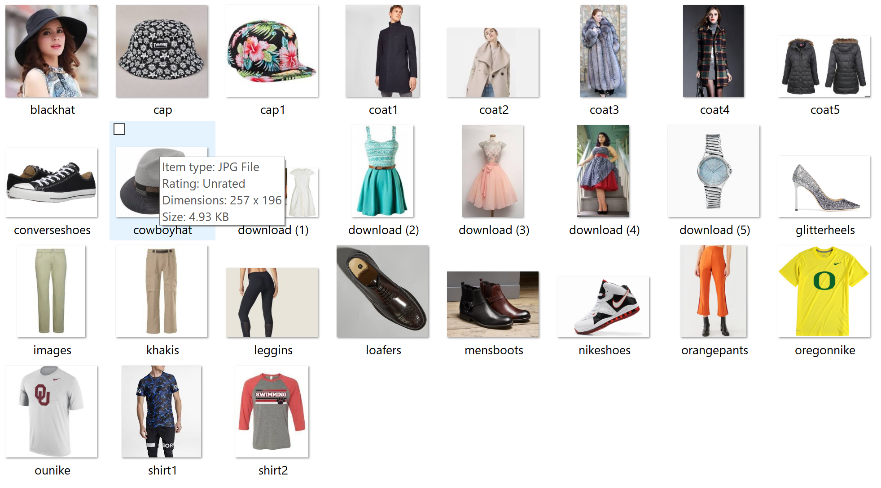 blackhat
cap
cap1
coat1
coat2
coat3
coat4
coat5
converseshoes
cowboyhat
Item type: JPG File
Rating: Unrated
Dimensions: 257 x 196
Size: 4.93 KB
download (1)
download (2)
download (3)
download (4)
download (5)
glitterheels
images
khakis
leggins
loafers
mensboots
nikeshoes
orangepants
oregonnike
O
ounike
OU
shirt1
shirt2
SWIMMING